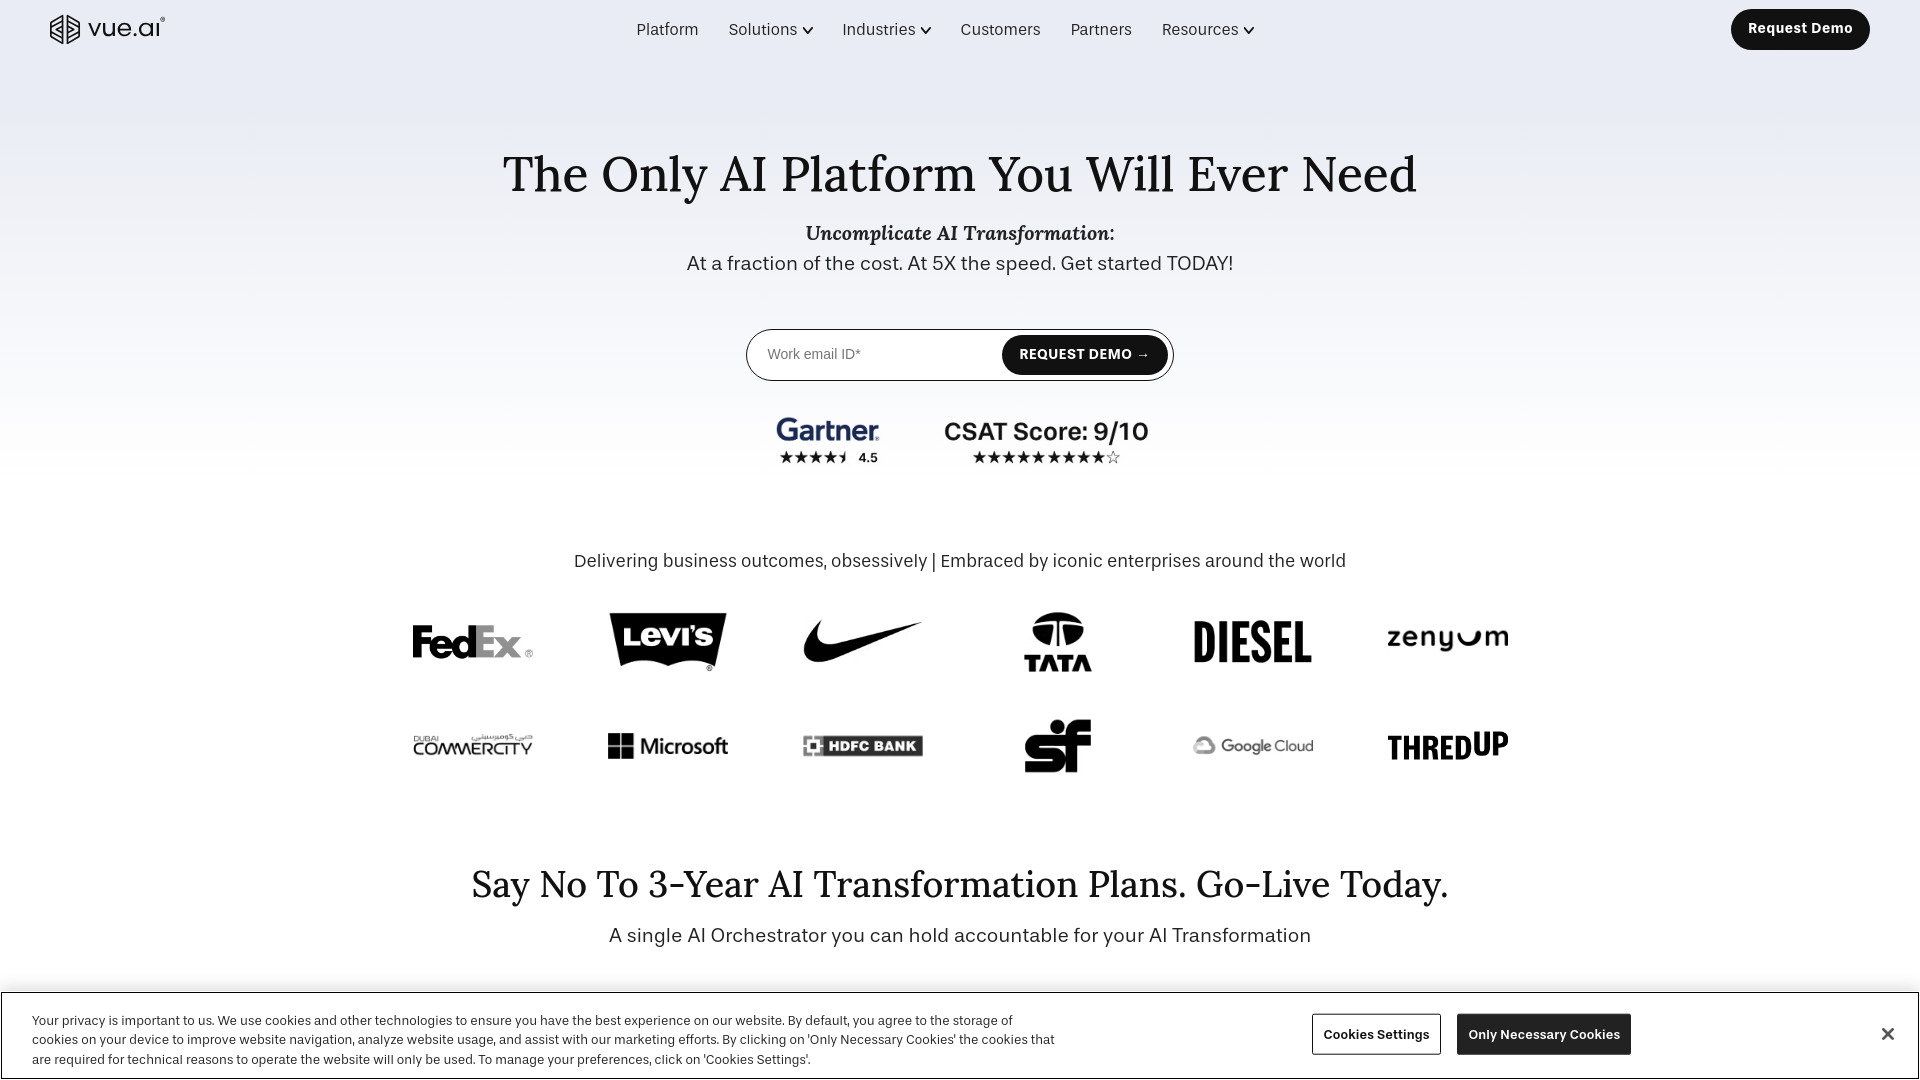 vue.ai®
Platform
Solutions
Industries
Customers
Partners
Resources
Request Demo
The Only AI Platform You Will Ever Need
Uncomplicate AI Transformation:
At a fraction of the cost. At 5X the speed. Get started TODAY!
Work email ID*
REQUEST DEMO →
Gartner
CSAT Score: 9/10
4.5
Delivering business outcomes, obsessively | Embraced by iconic enterprises around the world
FedEx®
LEVI'S®
TATA
DIESEL
zenyum
DUBAI
COMMERCITY
Microsoft
HDFC BANK
sf
Google Cloud
THREDUP
Say No To 3-Year AI Transformation Plans. Go-Live Today.
A single AI Orchestrator you can hold accountable for your AI Transformation
Your privacy is important to us. We use cookies and other technologies to ensure you have the best experience on our website. By default, you agree to the storage of
cookies on your device to improve website navigation, analyze website usage, and assist with our marketing efforts. By clicking on 'Only Necessary Cookies' the cookies that
are required for technical reasons to operate the website will only be used. To manage your preferences, click on 'Cookies Settings'.
Cookies Settings
Only Necessary Cookies